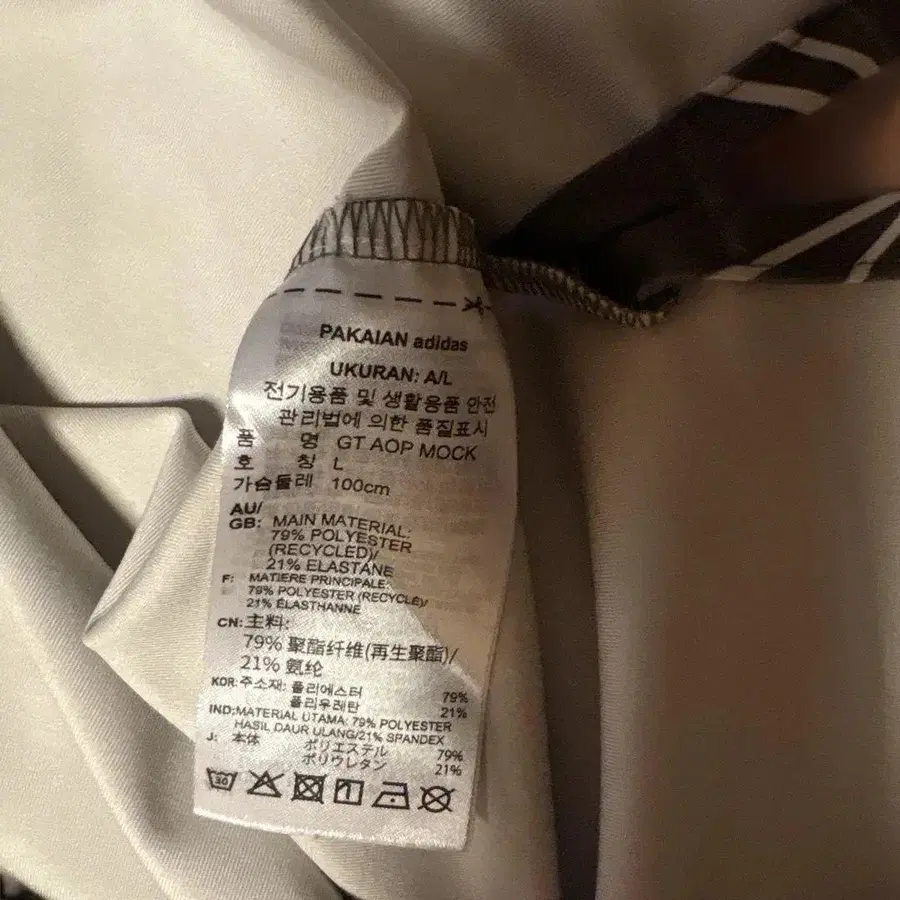 PAKAIAN adidas
UKURAN: A/L
전기용품 및 생활용품 안전
관리법에 의한 품질표시
품 명 GT AOP MOCK
호 칭 L
가슴둘레 100cm
AU/
GB: MAIN MATERIAL:
79% POLYESTER
(RECYCLED)/
21% ELASTANE
F: MATIERE PRINCIPALE:
79% POLYESTER (RECYCLE)/
21% ÉLASTHANNE
CN: 主料:
79% 聚酯纤维(再生聚酯)/
21% 氨纶
KOR: 주소재: 폴리에스터 79%
폴리우레탄 21%
IND: MATERIAL UTAMA: 79% POLYESTER
HASIL DAUR ULANG/21% SPANDEX
J: 本体 ポリエステル 79%
ポリウレタン 21%
30